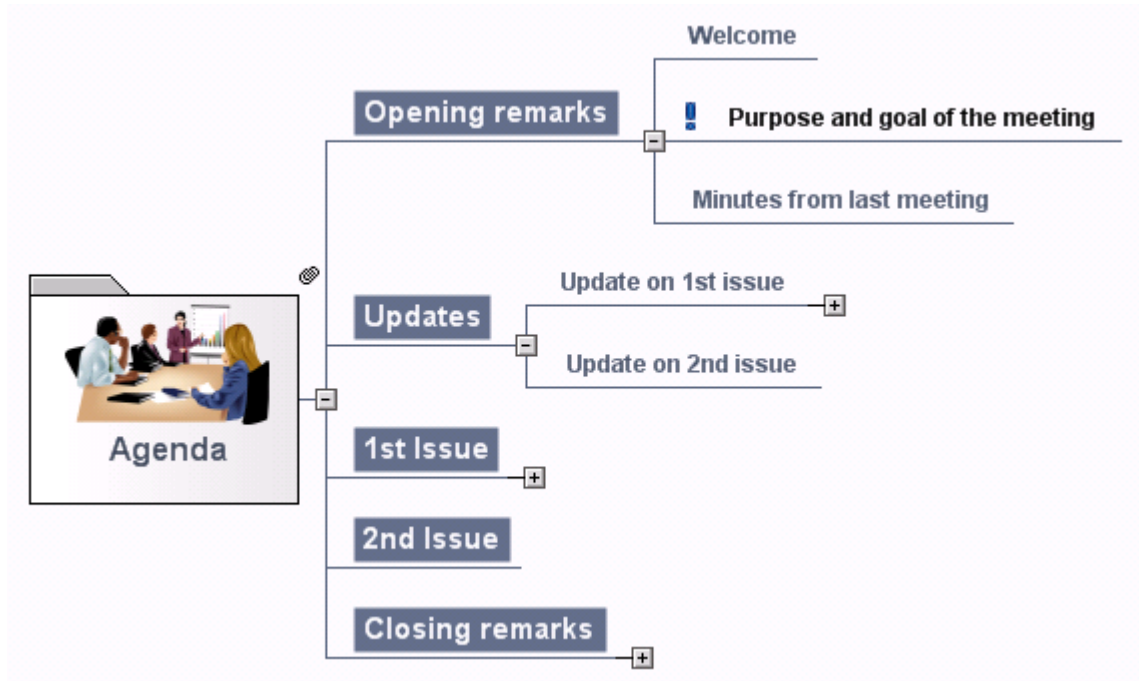 Welcome
Opening remarks
Purpose and goal of the meeting
Minutes from last meeting
Update on 1st issue
Updates
Update on 2nd issue
Agenda
1st Issue
2nd Issue
Closing remarks